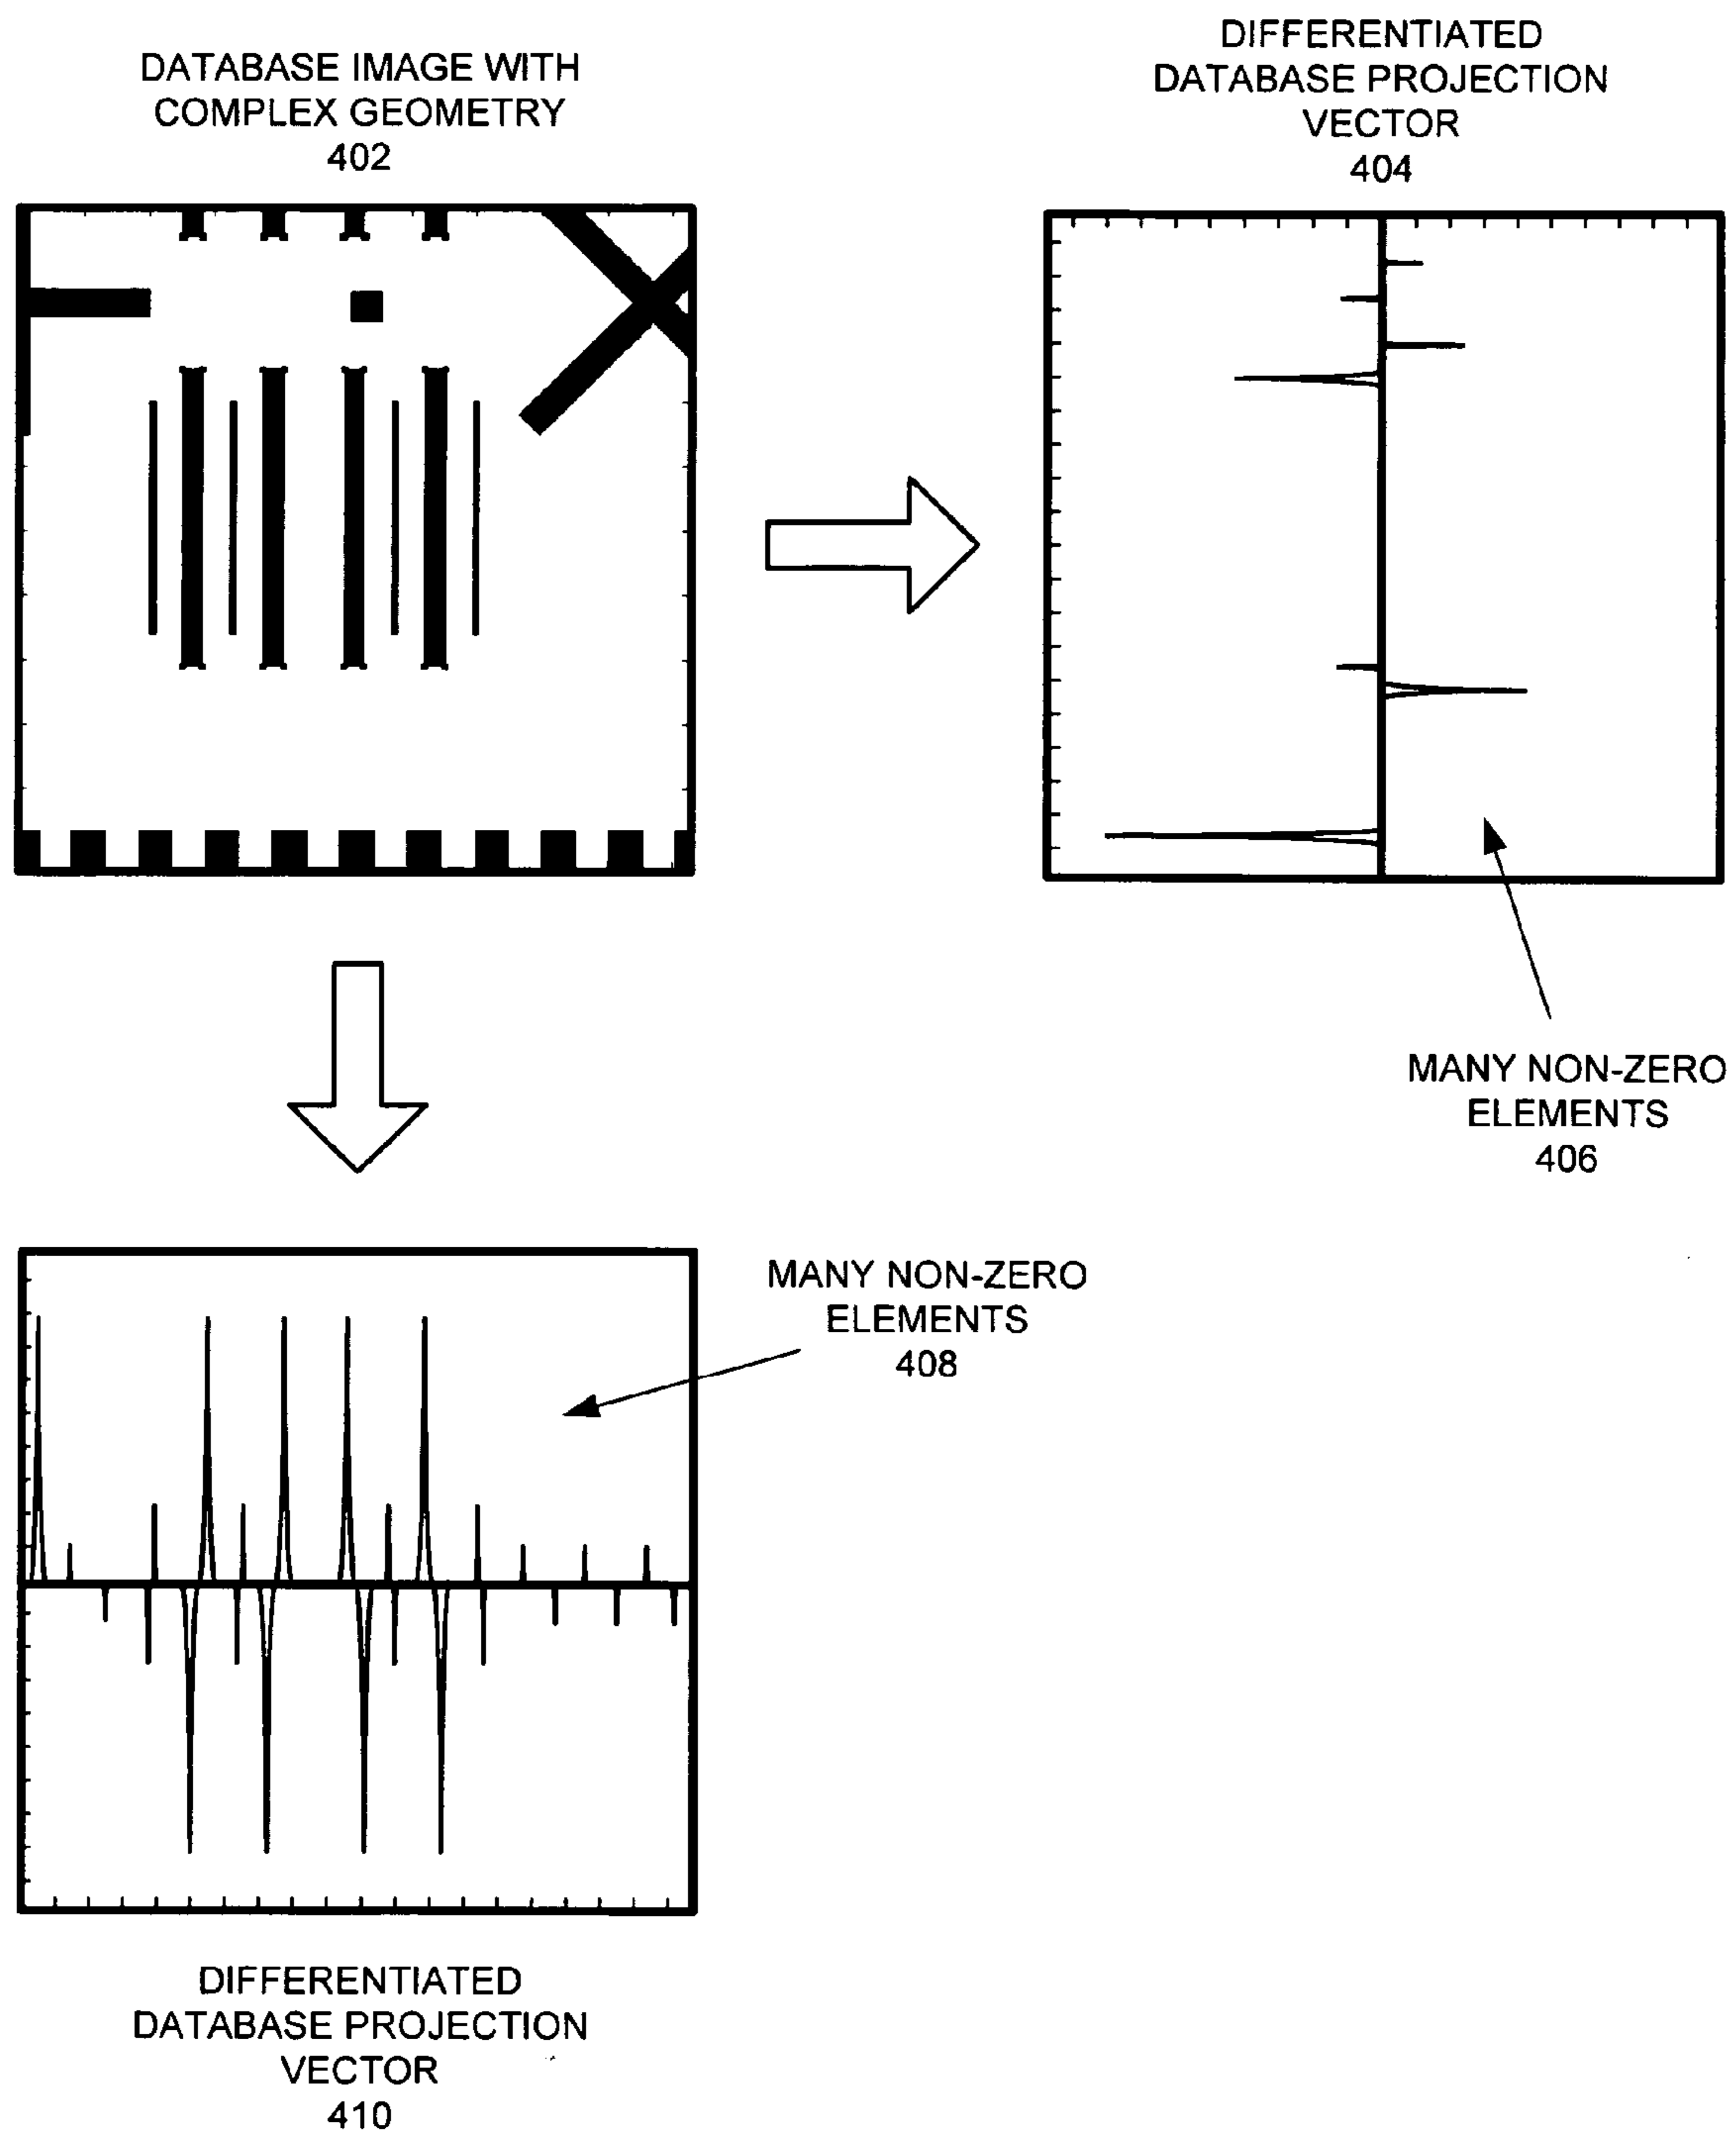 DATABASE IMAGE WITH
COMPLEX GEOMETRY
402
DIFFERENTIATED
DATABASE PROJECTION
VECTOR
404
MANY NON-ZERO
ELEMENTS
406
MANY NON-ZERO
ELEMENTS
408
DIFFERENTIATED
DATABASE PROJECTION
VECTOR
410